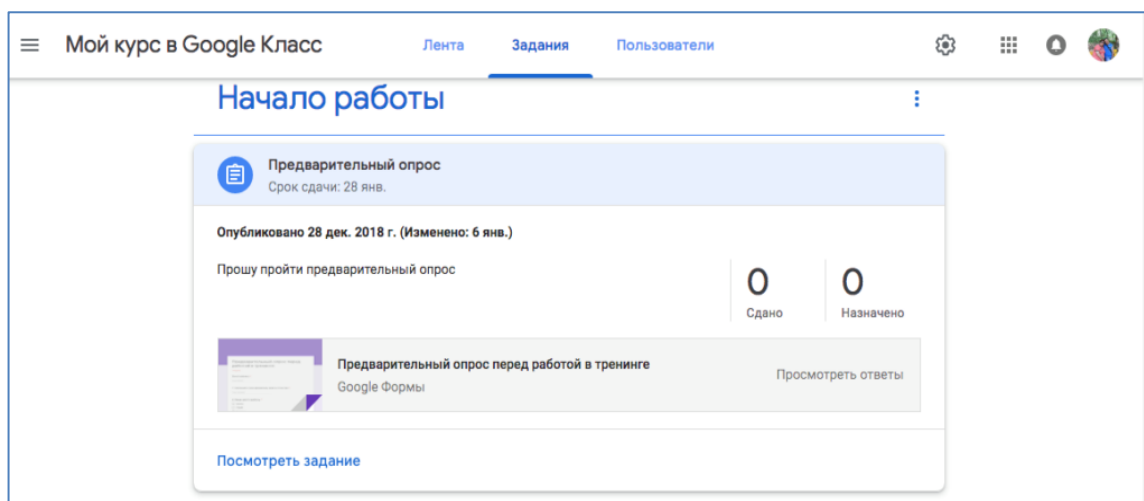 Мой курс в Google Класс
Лента Задания Пользователи
Начало работы
Предварительный опрос
Срок сдачи: 28 янв.
Опубликовано 28 дек. 2018 г. (Изменено: 6 янв.)
Прошу пройти предварительный опрос
0 0
Сдано Назначено
Предварительный опрос перед работой в тренинге
Google Формы
Просмотреть ответы
Посмотреть задание